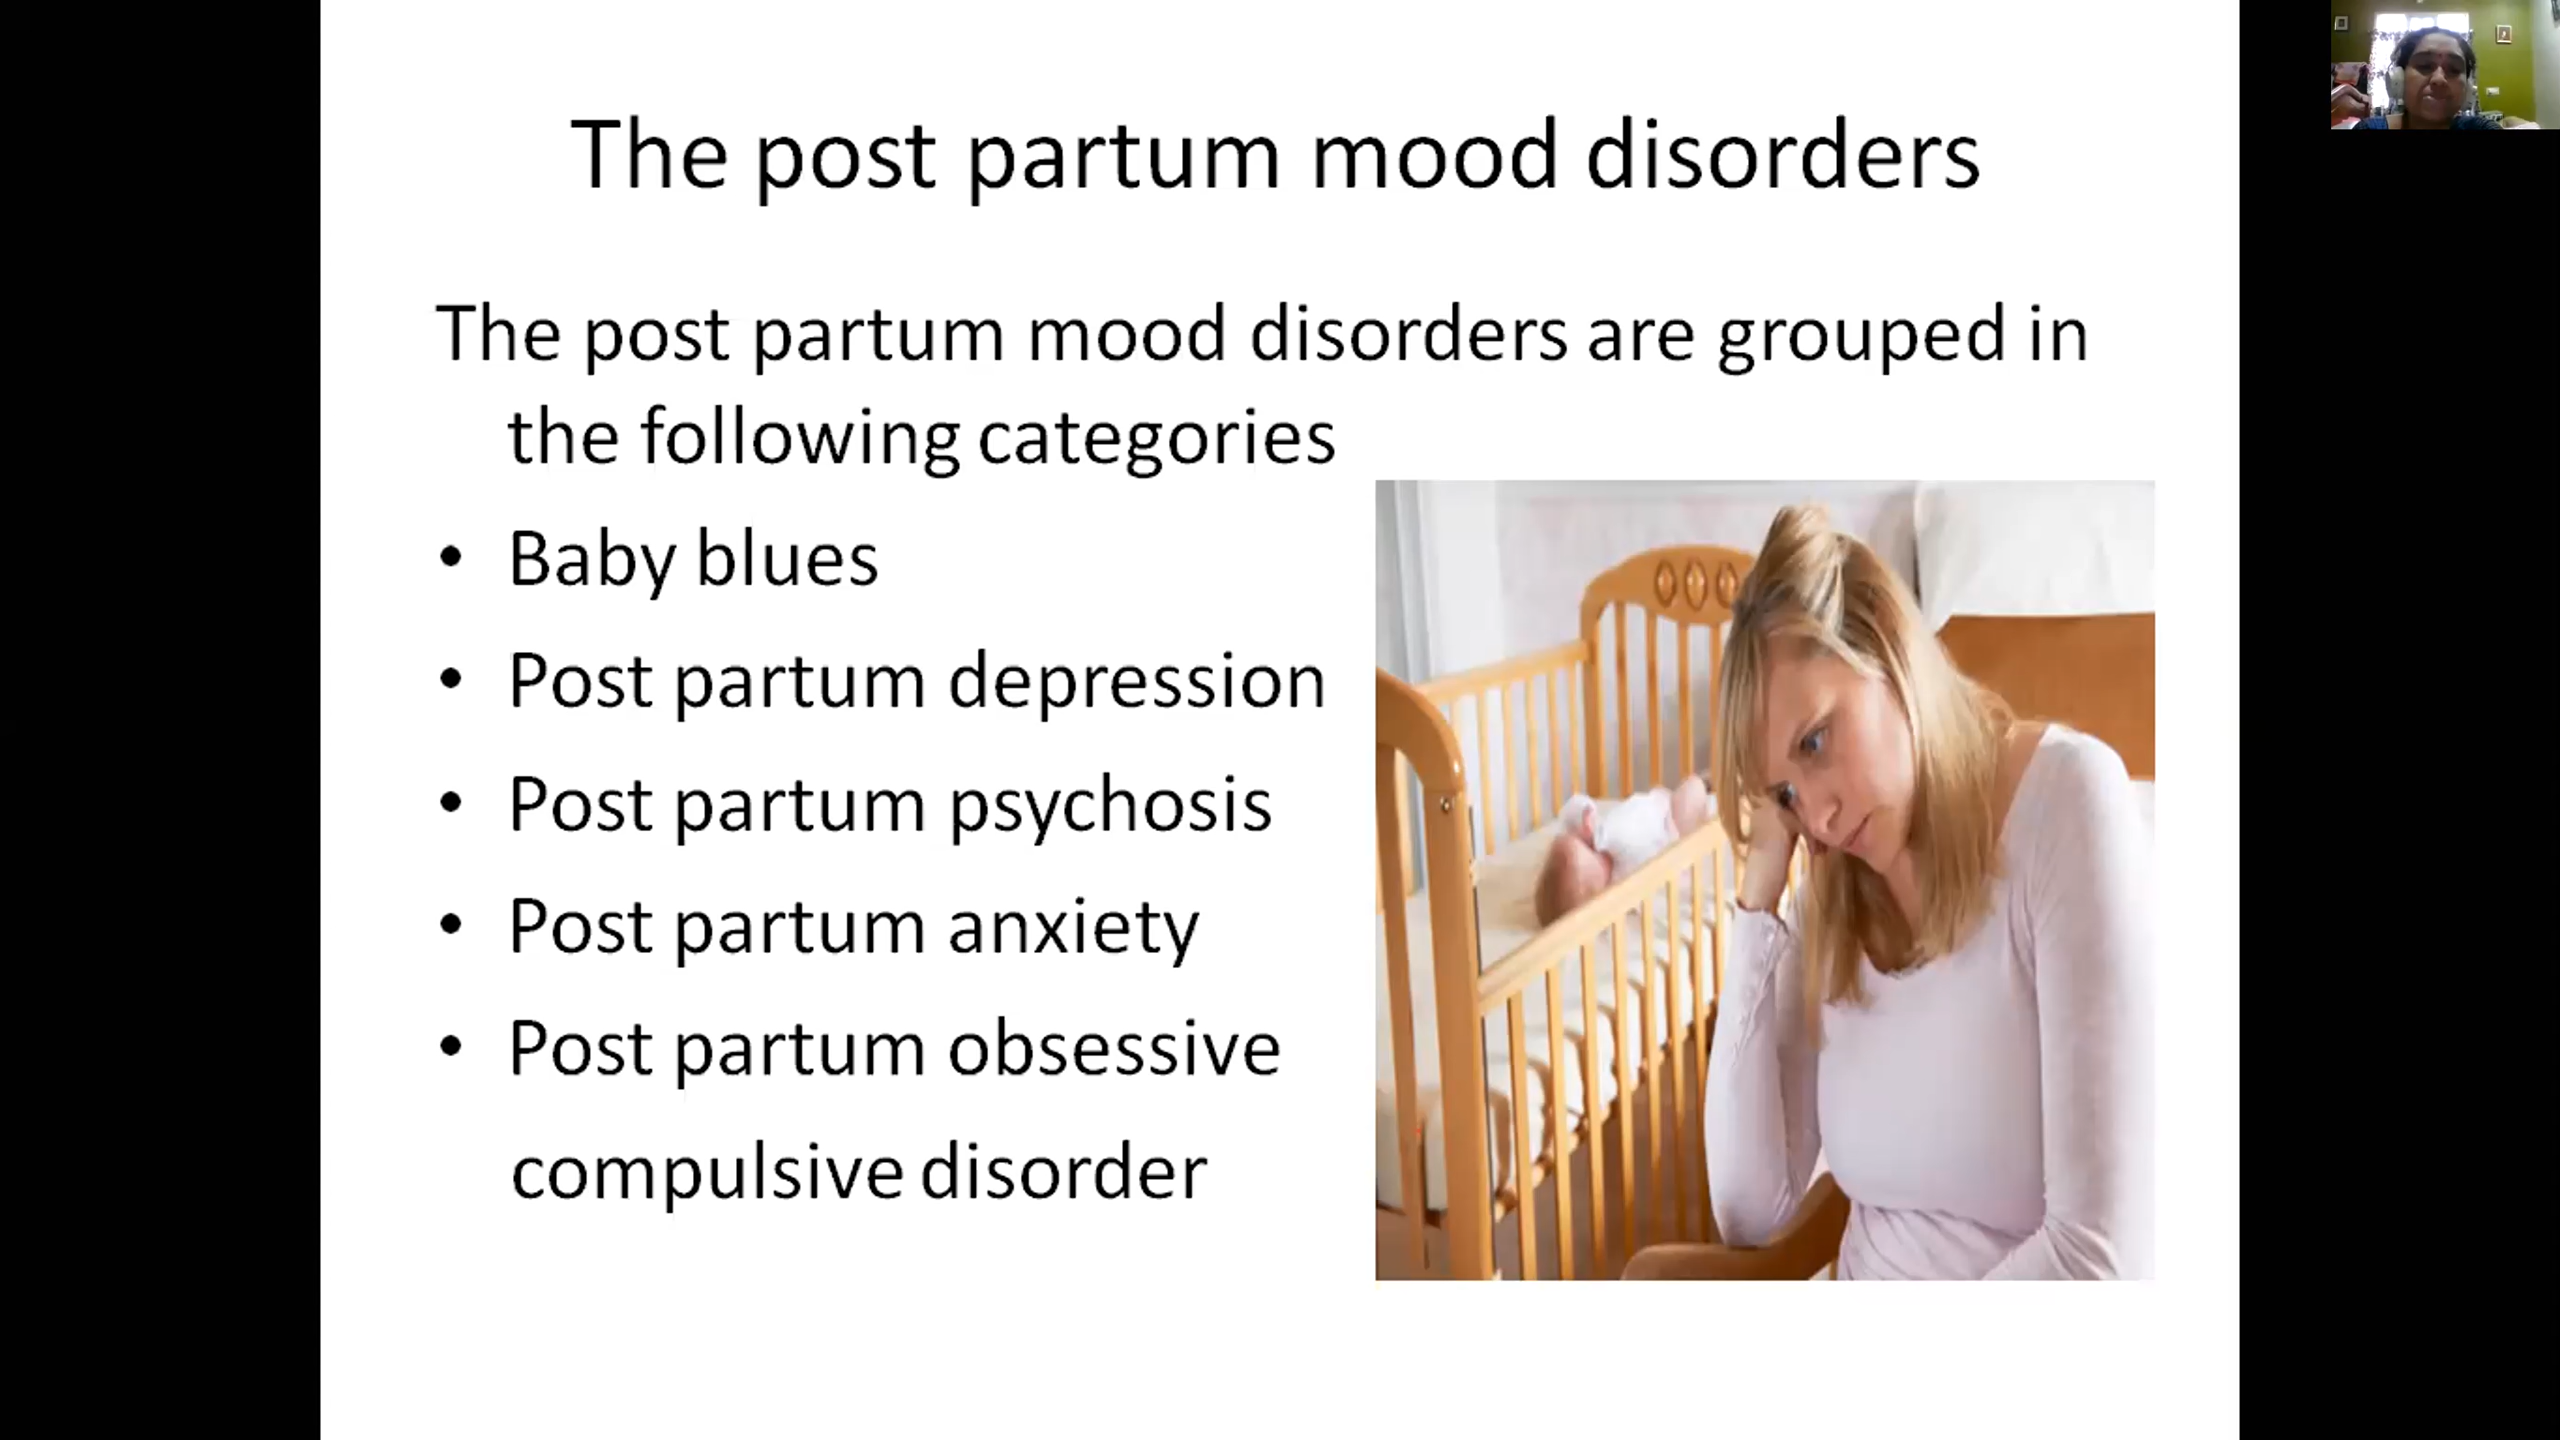 The post partum mood disorders
The post partum mood disorders are grouped in
the following categories
• Baby blues
• Post partum depression
• Post partum psychosis
• Post partum anxiety
• Post partum obsessive
compulsive disorder